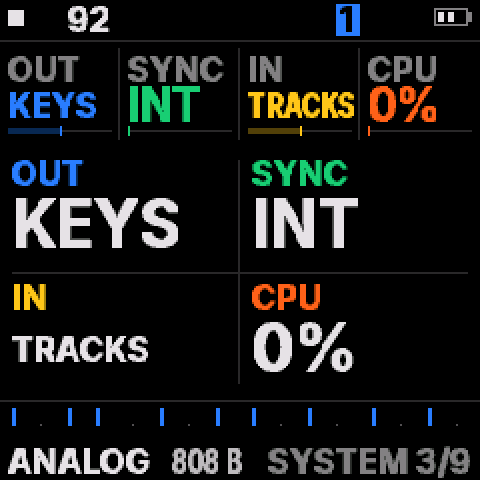 92 1
OUT SYNC IN CPU
KEYS INT TRACKS 0%
OUT SYNC
KEYS INT
IN CPU
TRACKS 0%
ANALOG 808 B SYSTEM 3/9